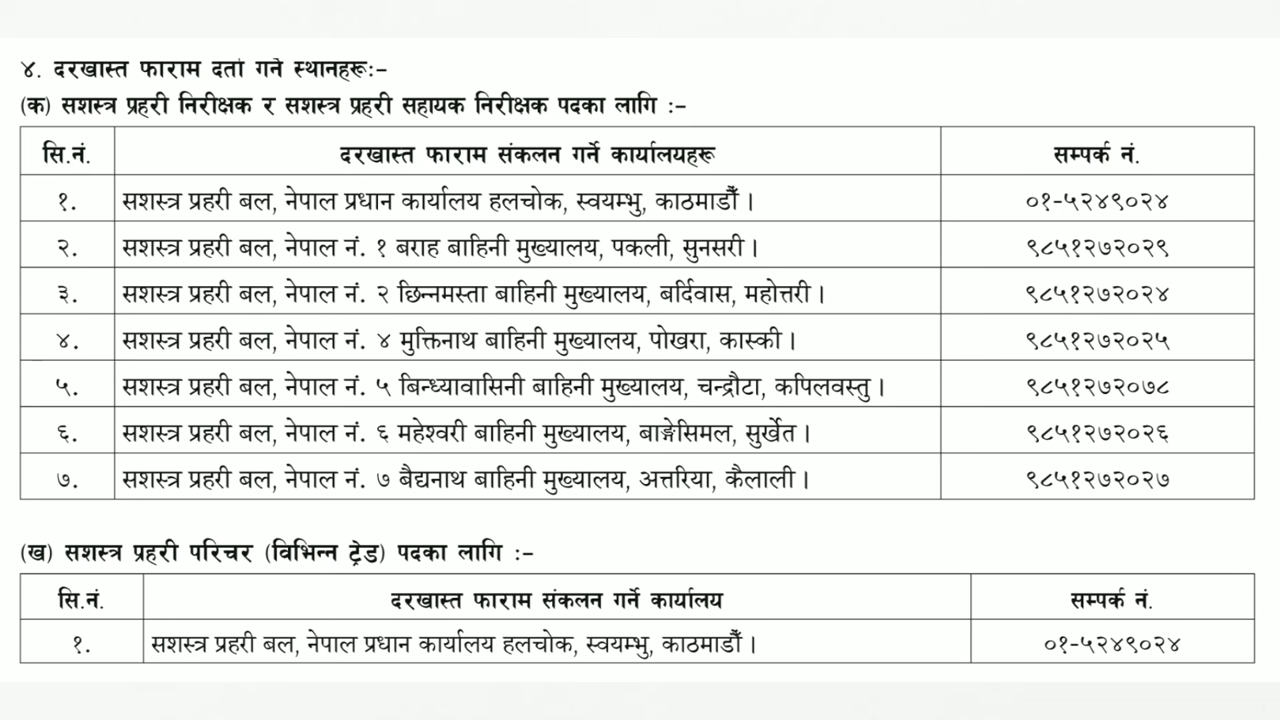 ४. दरखास्त फाराम दर्ता गर्ने स्थानहरू:-
(क) सशस्त्र प्रहरी निरीक्षक र सशस्त्र प्रहरी सहायक निरीक्षक पदका लागि :-
सि.नं. दरखास्त फाराम संकलन गर्ने कार्यालयहरू सम्पर्क नं.
१. सशस्त्र प्रहरी बल, नेपाल प्रधान कार्यालय हलचोक, स्वयम्भु, काठमाडौँ । ०१-५२४९०२४
२. सशस्त्र प्रहरी बल, नेपाल नं. १ बराह बाहिनी मुख्यालय, पकली, सुनसरी । ९८५१२७२०२९
३. सशस्त्र प्रहरी बल, नेपाल नं. २ छिन्नमस्ता बाहिनी मुख्यालय, बर्दिवास, महोत्तरी । ९८५१२७२०२४
४. सशस्त्र प्रहरी बल, नेपाल नं. ४ मुक्तिनाथ बाहिनी मुख्यालय, पोखरा, कास्की । ९८५१२७२०२५
५. सशस्त्र प्रहरी बल, नेपाल नं. ५ बिन्ध्यावासिनी बाहिनी मुख्यालय, चन्द्रौटा, कपिलवस्तु । ९८५१२७२०७८
६. सशस्त्र प्रहरी बल, नेपाल नं. ६ महेश्वरी बाहिनी मुख्यालय, बाङ्गेसिमल, सुर्खेत । ९८५१२७२०२६
७. सशस्त्र प्रहरी बल, नेपाल नं. ७ बैद्यनाथ बाहिनी मुख्यालय, अत्तरिया, कैलाली । ९८५१२७२०२७
(ख) सशस्त्र प्रहरी परिचर (विभिन्न ट्रेड) पदका लागि :-
सि.नं. दरखास्त फाराम संकलन गर्ने कार्यालय सम्पर्क नं.
१. सशस्त्र प्रहरी बल, नेपाल प्रधान कार्यालय हलचोक, स्वयम्भु, काठमाडौँ । ०१-५२४९०२४